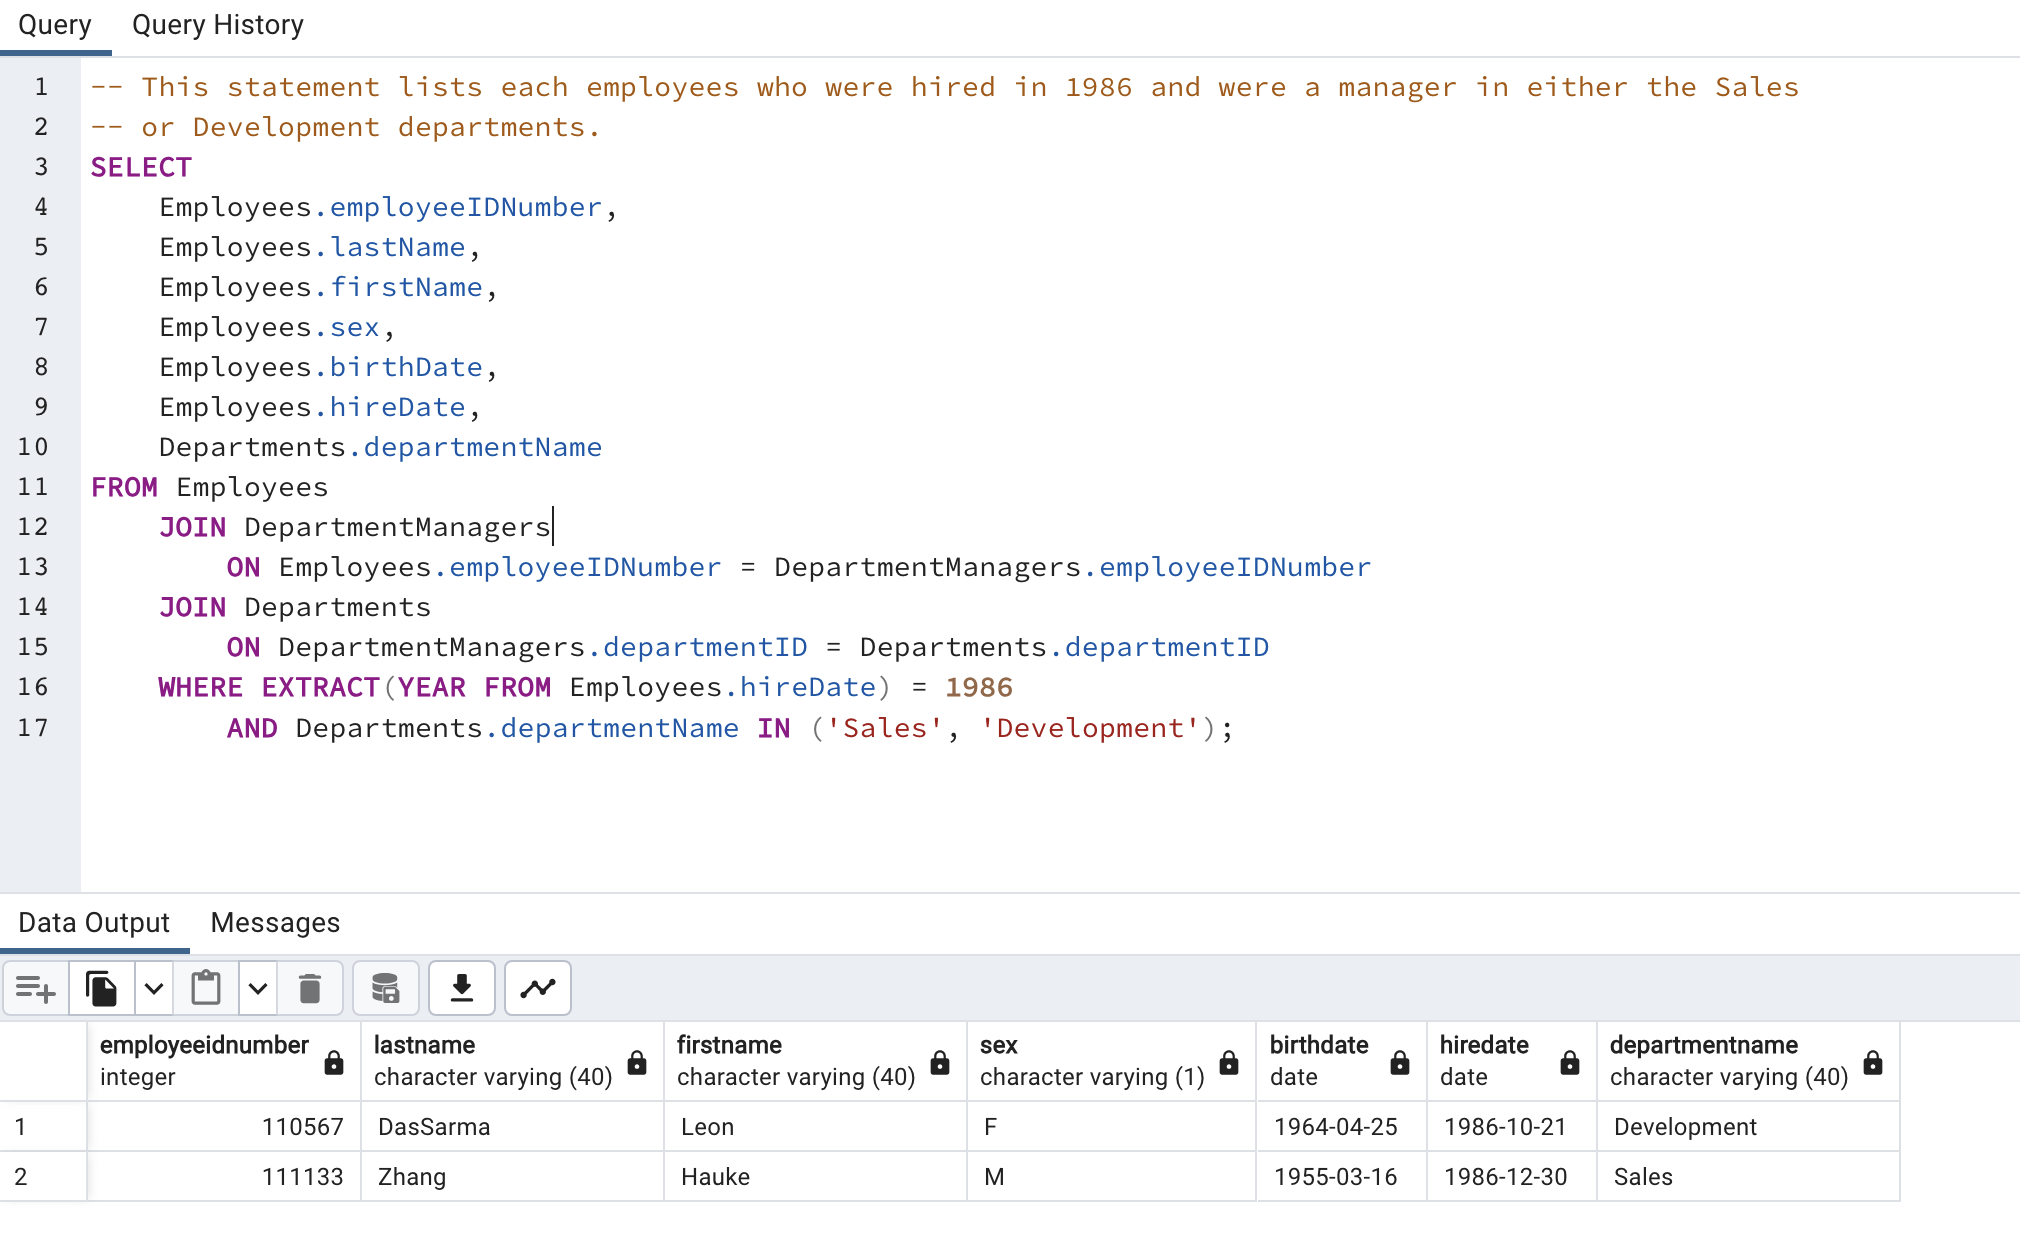 Query Query History
1 -- This statement lists each employees who were hired in 1986 and were a manager in either the Sales
2 -- or Development departments.
3 SELECT
4 Employees.employeeIDNumber,
5 Employees.lastName,
6 Employees.firstName,
7 Employees.sex,
8 Employees.birthDate,
9 Employees.hireDate,
10 Departments.departmentName
11 FROM Employees
12 JOIN DepartmentManagers
13 ON Employees.employeeIDNumber = DepartmentManagers.employeeIDNumber
14 JOIN Departments
15 ON DepartmentManagers.departmentID = Departments.departmentID
16 WHERE EXTRACT(YEAR FROM Employees.hireDate) = 1986
17 AND Departments.departmentName IN ('Sales', 'Development');
Data Output Messages
employeeidnumber lastname firstname sex birthdate hiredate departmentname
integer character varying (40) character varying (40) character varying (1) date date character varying (40)
1 110567 DasSarma Leon F 1964-04-25 1986-10-21 Development
2 111133 Zhang Hauke M 1955-03-16 1986-12-30 Sales